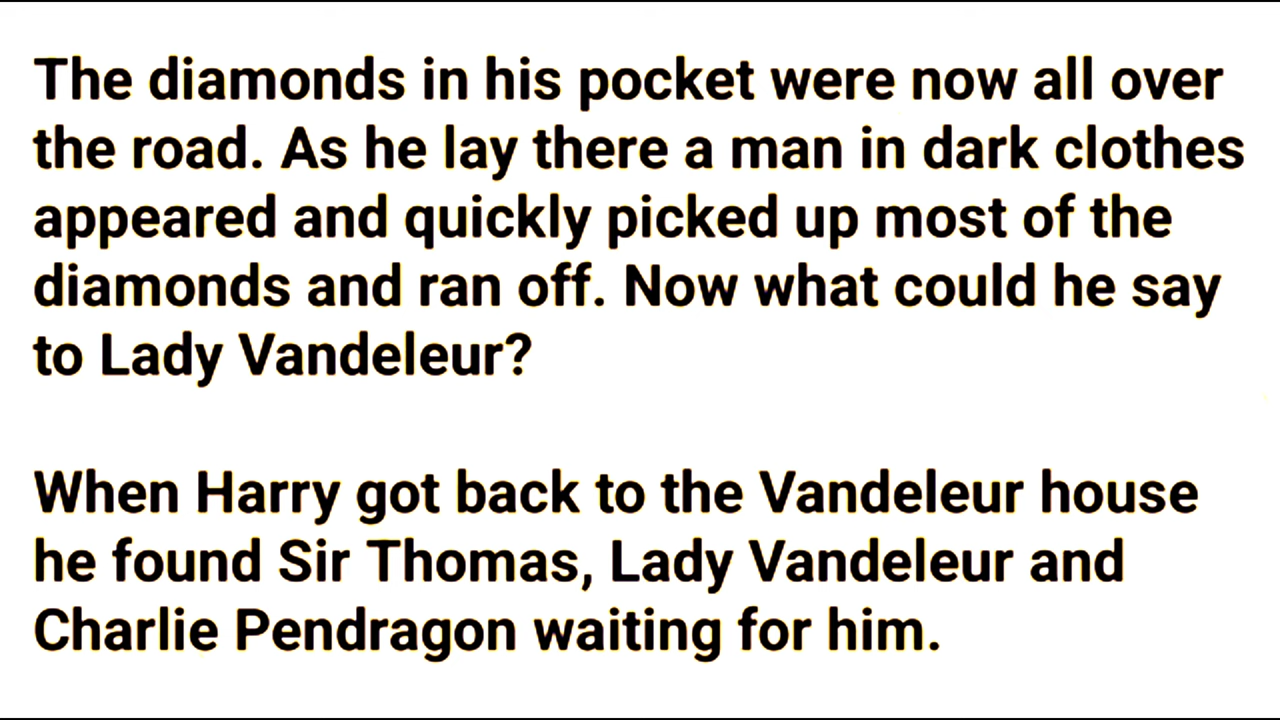 The diamonds in his pocket were now all over
the road. As he lay there a man in dark clothes
appeared and quickly picked up most of the
diamonds and ran off. Now what could he say
to Lady Vandeleur?
When Harry got back to the Vandeleur house
he found Sir Thomas, Lady Vandeleur and
Charlie Pendragon waiting for him.